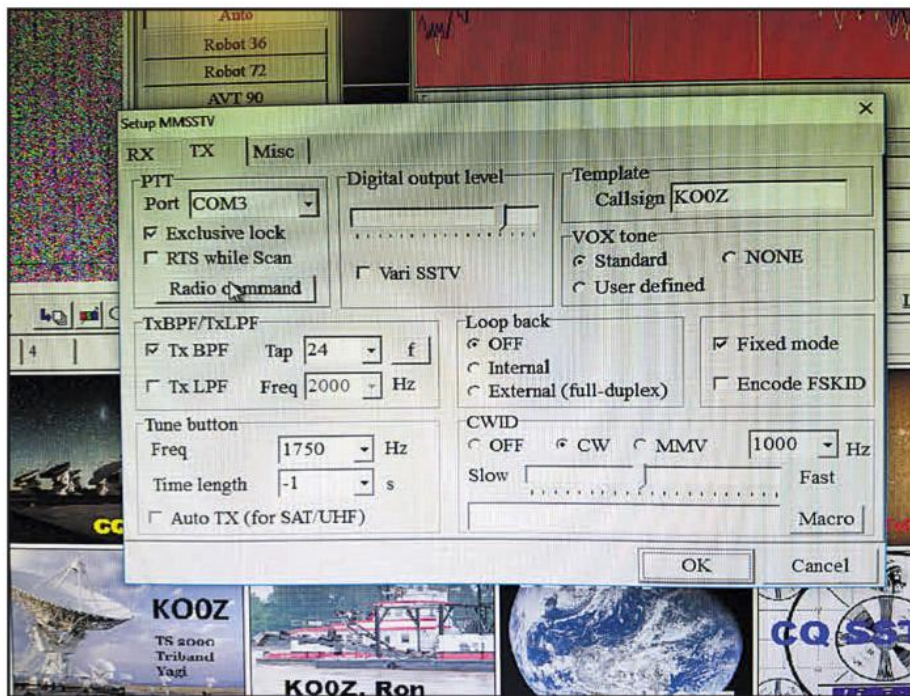 Auto
Robot 36
Robot 72
AVT 90
Setup MMSSTV
RX TX Misc
PTT
Port COM3
Exclusive lock
RTS while Scan
Radio command
Digital output level
Vari SSTV
Template
Callsign KO0Z
VOX tone
Standard NONE
User defined
TxBPF/TxLPF
Tx BPF Tap 24 f
Tx LPF Freq 2000 Hz
Loop back
OFF
Internal
External (full-duplex)
Fixed mode
Encode FSKID
Tune button
Freq 1750 Hz
Time length -1 s
Auto TX (for SAT/UHF)
CWID
OFF CW MMV 1000 Hz
Slow Fast
Macro
OK Cancel
4
KO0Z
TS 2000
Triband
Yagi
KO0Z, Ron
CQ SST